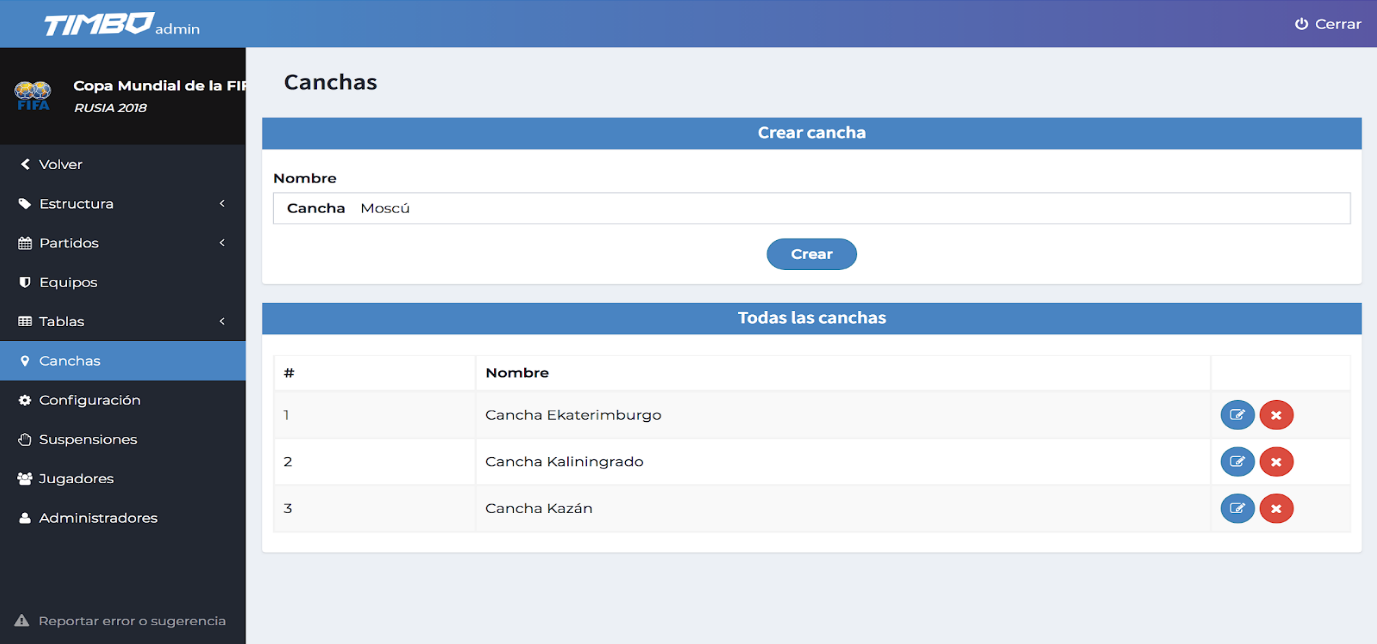 TIMBO admin
Cerrar
FIFA
Copa Mundial de la FI
RUSIA 2018
Volver
Estructura
Partidos
Equipos
Tablas
Canchas
Configuración
Suspensiones
Jugadores
Administradores
Reportar error o sugerencia
Canchas
Crear cancha
Nombre
Cancha Moscú
Crear
Todas las canchas
# Nombre
1 Cancha Ekaterimburgo
2 Cancha Kaliningrado
3 Cancha Kazán